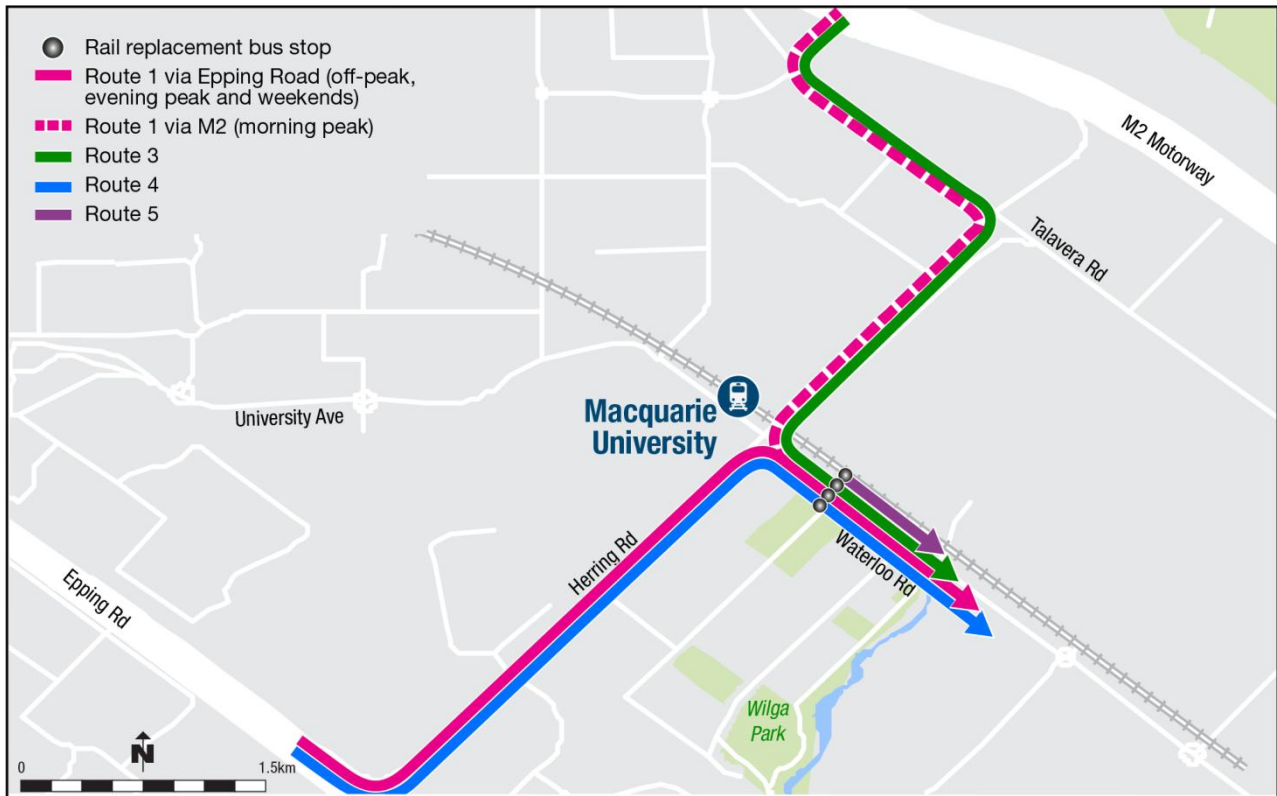 Rail replacement bus stop
Route 1 via Epping Road (off-peak,
evening peak and weekends)
Route 1 via M2 (morning peak)
Route 3
Route 4
Route 5
M2 Motorway
Talavera Rd
Macquarie
University
University Ave
Herring Rd
Waterloo Rd
Epping Rd
Wilga
Park
N
0
1.5km